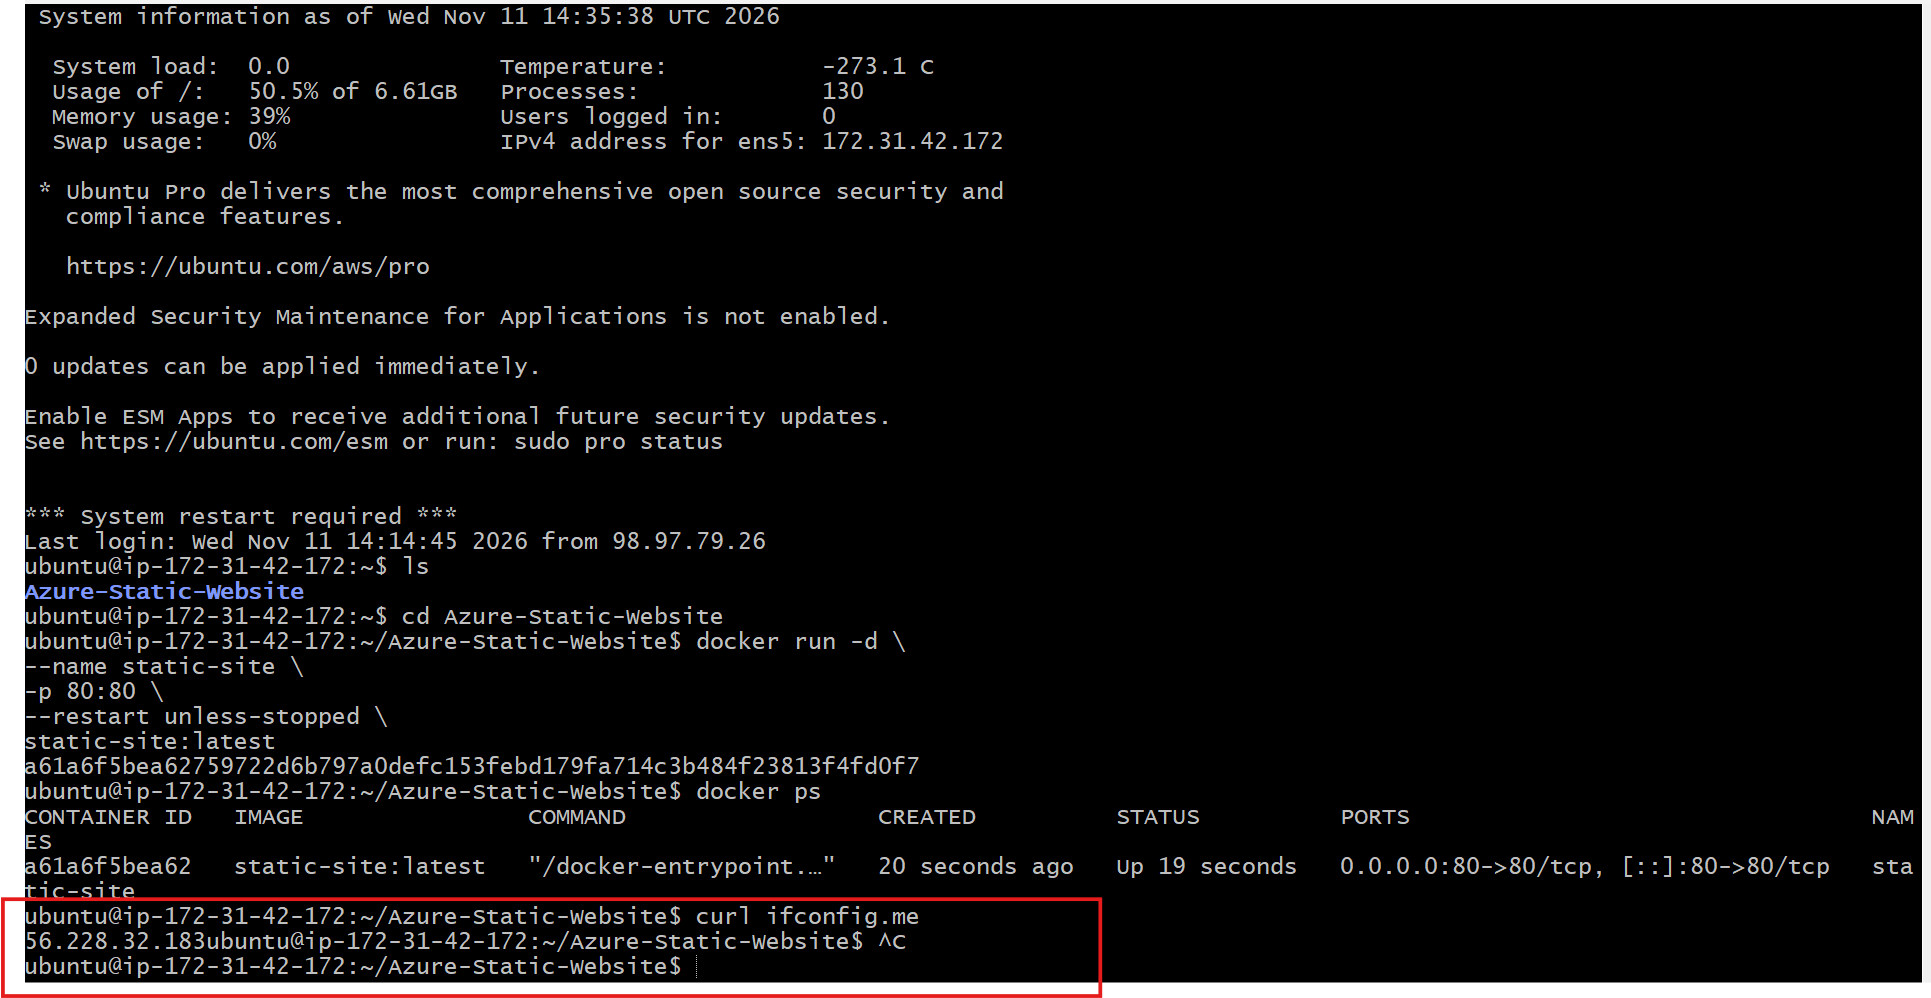 System information as of Wed Nov 11 14:35:38 UTC 2026
System load:  0.0                Temperature:           -273.1 C
Usage of /:   50.5% of 6.61GB   Processes:             130
Memory usage: 39%               Users logged in:       0
Swap usage:   0%                IPv4 address for ens5: 172.31.42.172
* Ubuntu Pro delivers the most comprehensive open source security and
compliance features.
https://ubuntu.com/aws/pro
Expanded Security Maintenance for Applications is not enabled.
0 updates can be applied immediately.
Enable ESM Apps to receive additional future security updates.
See https://ubuntu.com/esm or run: sudo pro status
*** System restart required ***
Last login: Wed Nov 11 14:14:45 2026 from 98.97.79.26
ubuntu@ip-172-31-42-172:~$ ls
Azure-Static-Website
ubuntu@ip-172-31-42-172:~$ cd Azure-Static-Website
ubuntu@ip-172-31-42-172:~/Azure-Static-Website$ docker run -d \
--name static-site \
-p 80:80 \
--restart unless-stopped \
static-site:latest
a61a6f5bea62759722d6b797a0defc153febd179fa714c3b484f23813f4fd0f7
ubuntu@ip-172-31-42-172:~/Azure-Static-Website$ docker ps
CONTAINER ID   IMAGE                COMMAND                  CREATED          STATUS          PORTS                                 NAM
ES
a61a6f5bea62   static-site:latest   "/docker-entrypoint.…"   20 seconds ago   Up 19 seconds   0.0.0.0:80->80/tcp, [::]:80->80/tcp   sta
tic-site
ubuntu@ip-172-31-42-172:~/Azure-Static-Website$ curl ifconfig.me
56.228.32.183ubuntu@ip-172-31-42-172:~/Azure-Static-Website$ ^C
ubuntu@ip-172-31-42-172:~/Azure-Static-Website$